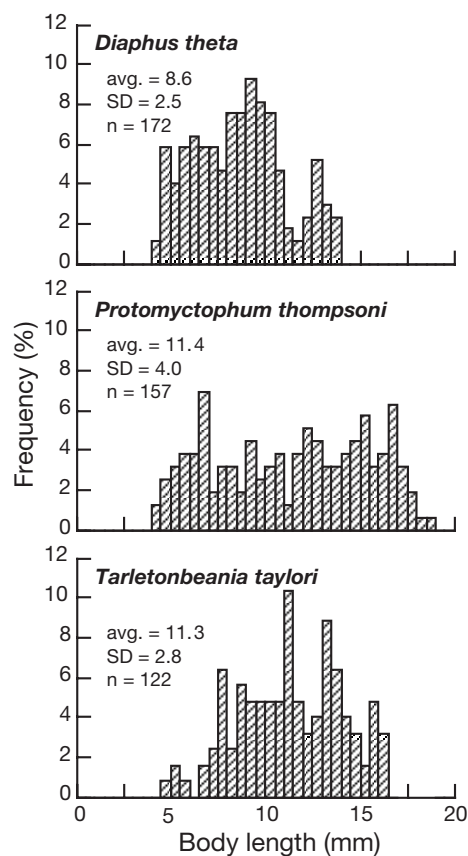 12
Diaphus theta
10
avg. = 8.6
8
SD = 2.5
n = 172
6
4
2
0
12
Protomyctophum thompsoni
10
avg. = 11.4
8
SD = 4.0
n = 157
6
4
2
0
Frequency (%)
12
Tarletonbeania taylori
10
avg. = 11.3
8
SD = 2.8
n = 122
6
4
2
0
0 5 10 15 20
Body length (mm)